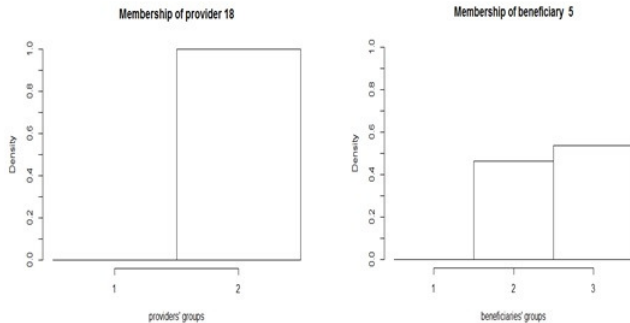 Membership of provider 18
Density
0.0 0.2 0.4 0.6 0.8 1.0
1 2
providers' groups
Membership of beneficiary 5
Density
0.0 0.2 0.4 0.6 0.8 1.0
1 2 3
beneficiaries' groups